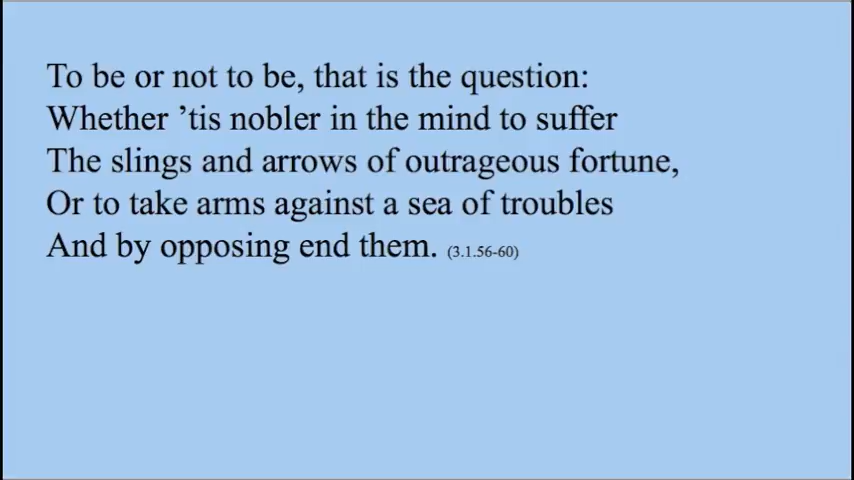 To be or not to be, that is the question:
Whether ’tis nobler in the mind to suffer
The slings and arrows of outrageous fortune,
Or to take arms against a sea of troubles
And by opposing end them. (3.1.56-60)